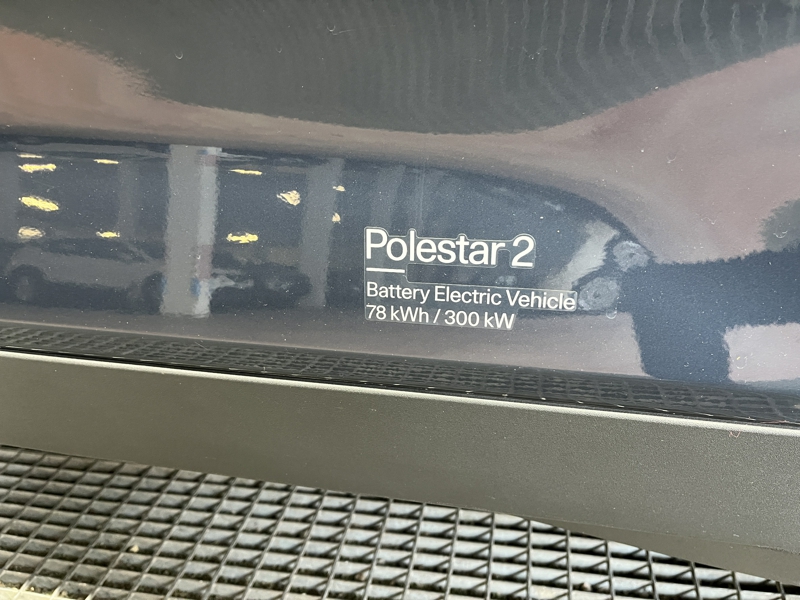 Polestar 2
Battery Electric Vehicle
78 kWh / 300 kW